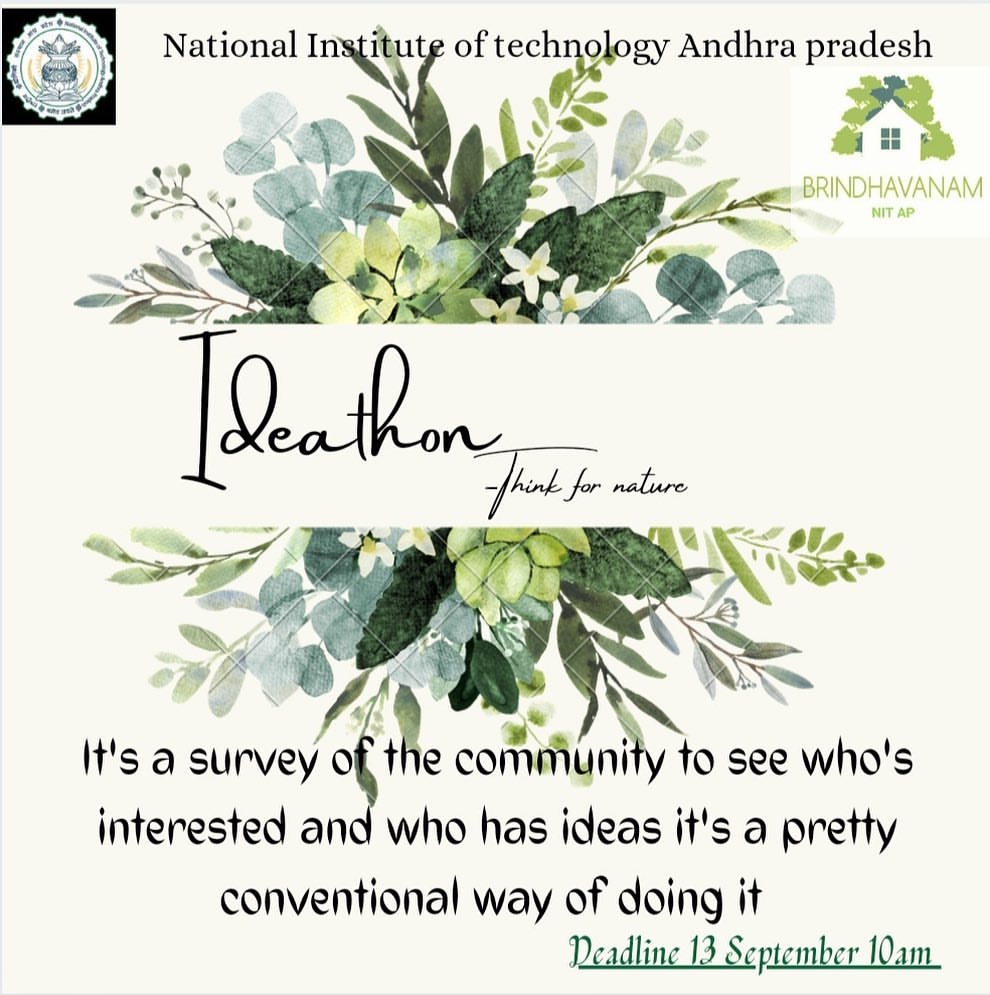 National Institute of technology Andhra pradesh
BRINDHAVANAM
NIT AP
Ideathon
-Think for nature
It's a survey of the community to see who's
interested and who has ideas it's a pretty
conventional way of doing it
Deadline 13 September 10am